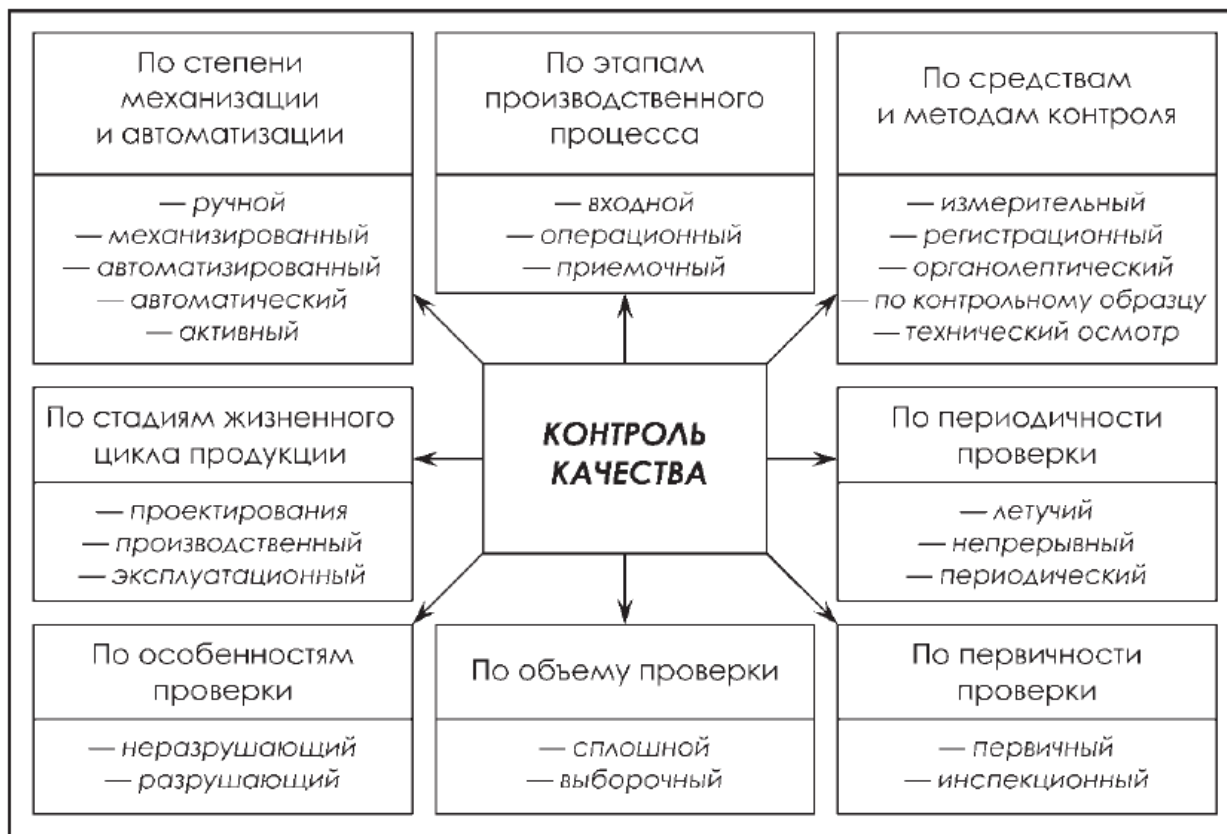 По степени
механизации
и автоматизации
— ручной
— механизированный
— автоматизированный
— автоматический
— активный
По этапам
производственного
процесса
— входной
— операционный
— приемочный
По средствам
и методам контроля
— измерительный
— регистрационный
— органолептический
— по контрольному образцу
— технический осмотр
По стадиям жизненного
цикла продукции
— проектирования
— производственный
— эксплуатационный
КОНТРОЛЬ
КАЧЕСТВА
По периодичности
проверки
— летучий
— непрерывный
— периодический
По особенностям
проверки
— неразрушающий
— разрушающий
По объему проверки
— сплошной
— выборочный
По первичности
проверки
— первичный
— инспекционный